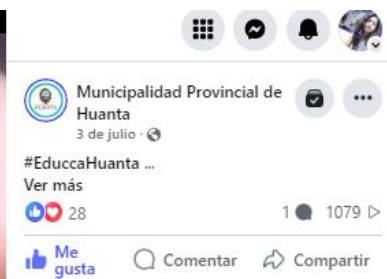 Municipalidad Provincial de
Huanta
3 de julio ·
#EduccaHuanta ...
Ver más
28
1 1079
Me gusta
Comentar
Compartir